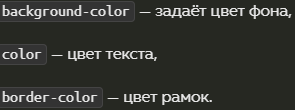 background-color — задаёт цвет фона,
color — цвет текста,
border-color — цвет рамок.